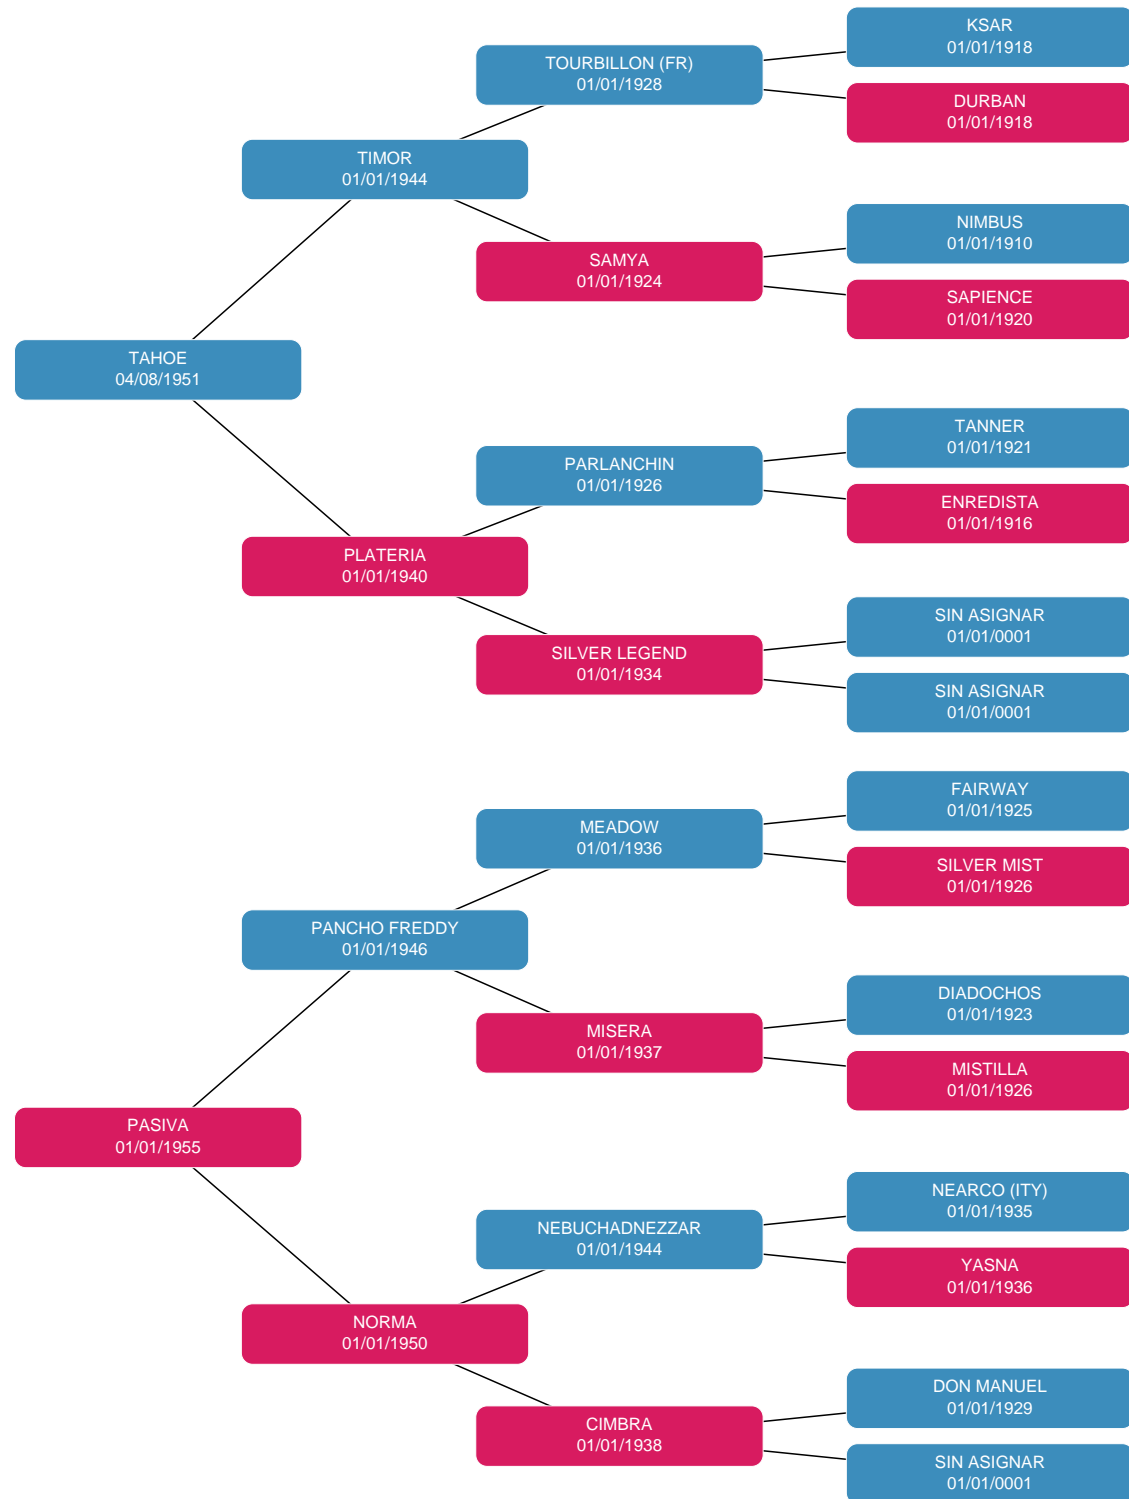 KSAR
01/01/1918
TOURBILLON (FR)
01/01/1928
DURBAN
01/01/1918
TIMOR
01/01/1944
NIMBUS
01/01/1910
SAMYA
01/01/1924
SAPIENCE
01/01/1920
TAHOE
04/08/1951
TANNER
01/01/1921
PARLANCHIN
01/01/1926
ENREDISTA
01/01/1916
PLATERIA
01/01/1940
SIN ASIGNAR
01/01/0001
SILVER LEGEND
01/01/1934
SIN ASIGNAR
01/01/0001
FAIRWAY
01/01/1925
MEADOW
01/01/1936
SILVER MIST
01/01/1926
PANCHO FREDDY
01/01/1946
DIADOCHOS
01/01/1923
MISERA
01/01/1937
MISTILLA
01/01/1926
PASIVA
01/01/1955
NEARCO (ITY)
01/01/1935
NEBUCHADNEZZAR
01/01/1944
YASNA
01/01/1936
NORMA
01/01/1950
DON MANUEL
01/01/1929
CIMBRA
01/01/1938
SIN ASIGNAR
01/01/0001